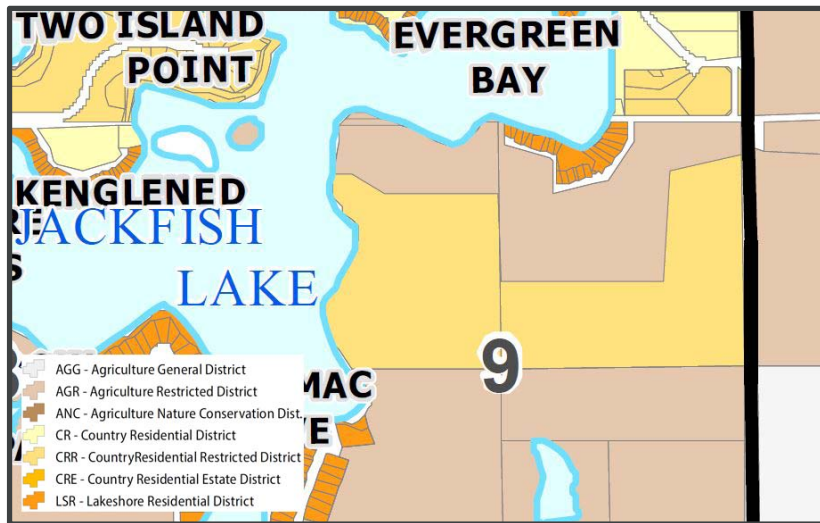 TWO ISLAND
POINT
EVERGREEN
BAY
KENGLENED
RE
S
JACKFISH
LAKE
9
MAC
VE
AGG - Agriculture General District
AGR - Agriculture Restricted District
ANC - Agriculture Nature Conservation Dist.
CR - Country Residential District
CRR - CountryResidential Restricted District
CRE - Country Residential Estate District
LSR - Lakeshore Residential District